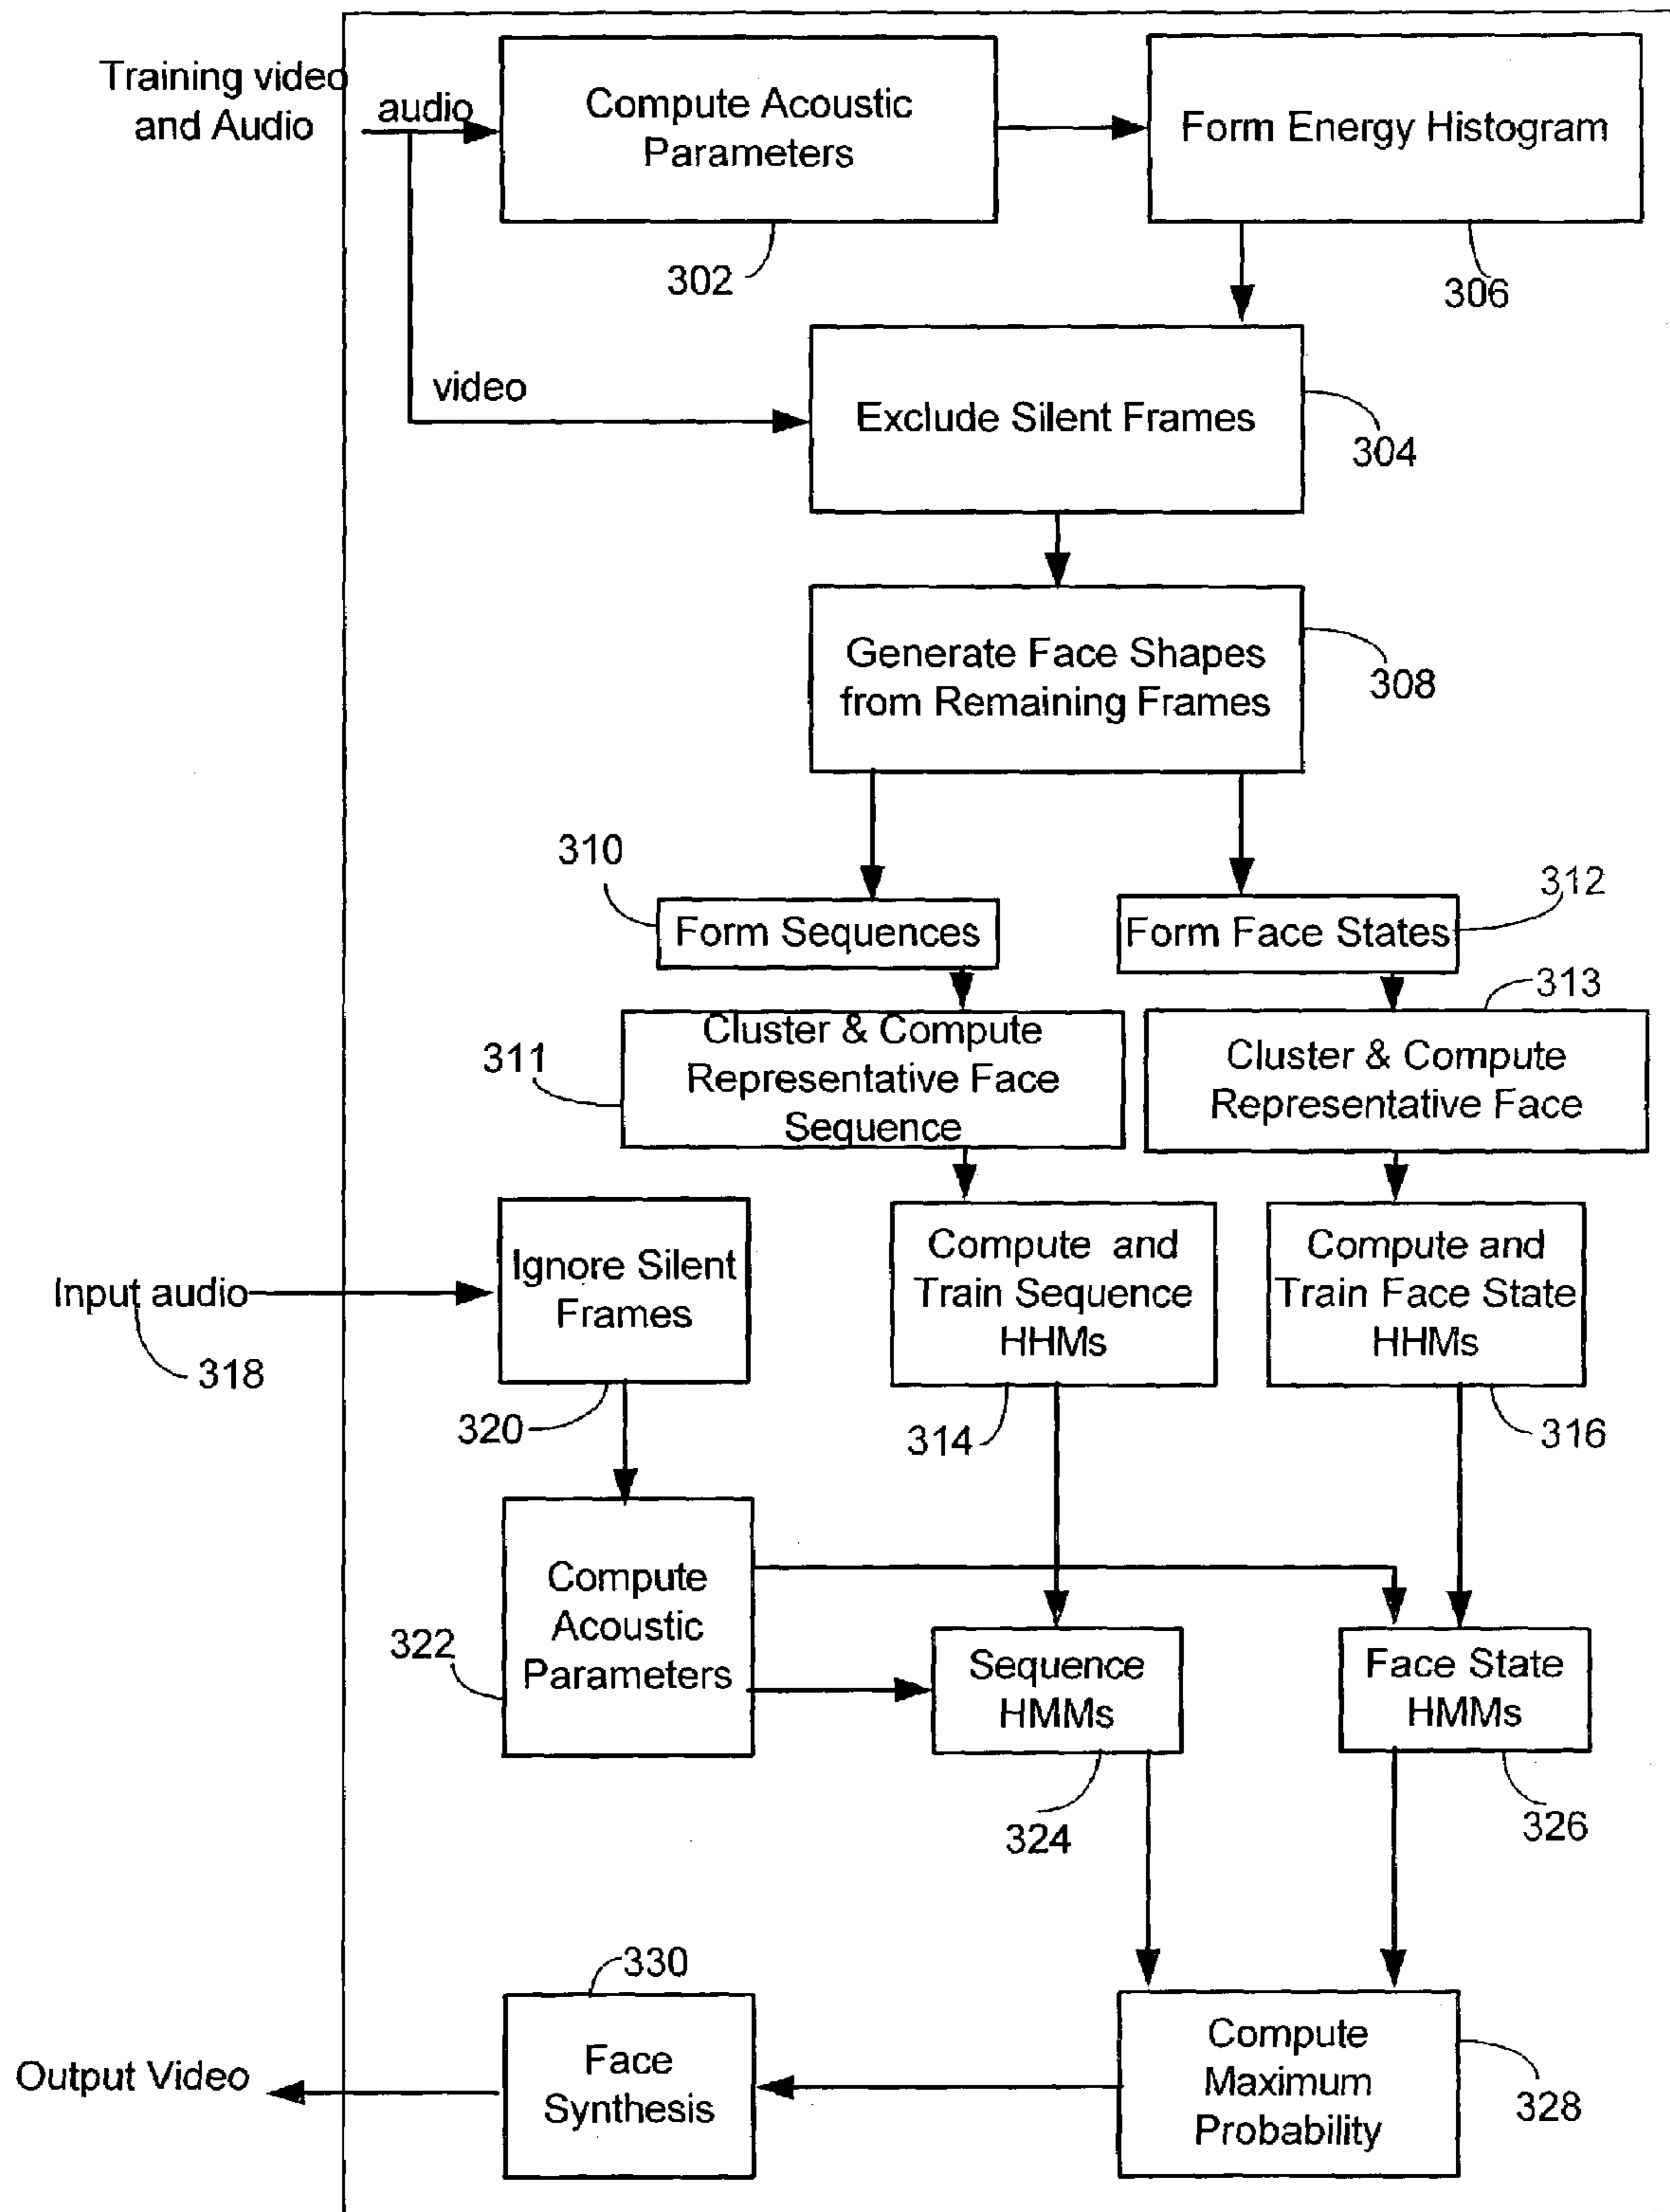 Training video
and Audio
audio
Compute Acoustic
Parameters
302
Form Energy Histogram
306
video
Exclude Silent Frames
304
Generate Face Shapes
from Remaining Frames
308
310
Form Sequences
312
Form Face States
311
Cluster & Compute
Representative Face
Sequence
313
Cluster & Compute
Representative Face
Input audio
318
Ignore Silent
Frames
320
Compute and
Train Sequence
HHMs
314
Compute and
Train Face State
HHMs
316
322
Compute
Acoustic
Parameters
Sequence
HMMs
324
Face State
HMMs
326
330
Output Video
Face
Synthesis
Compute
Maximum
Probability
328